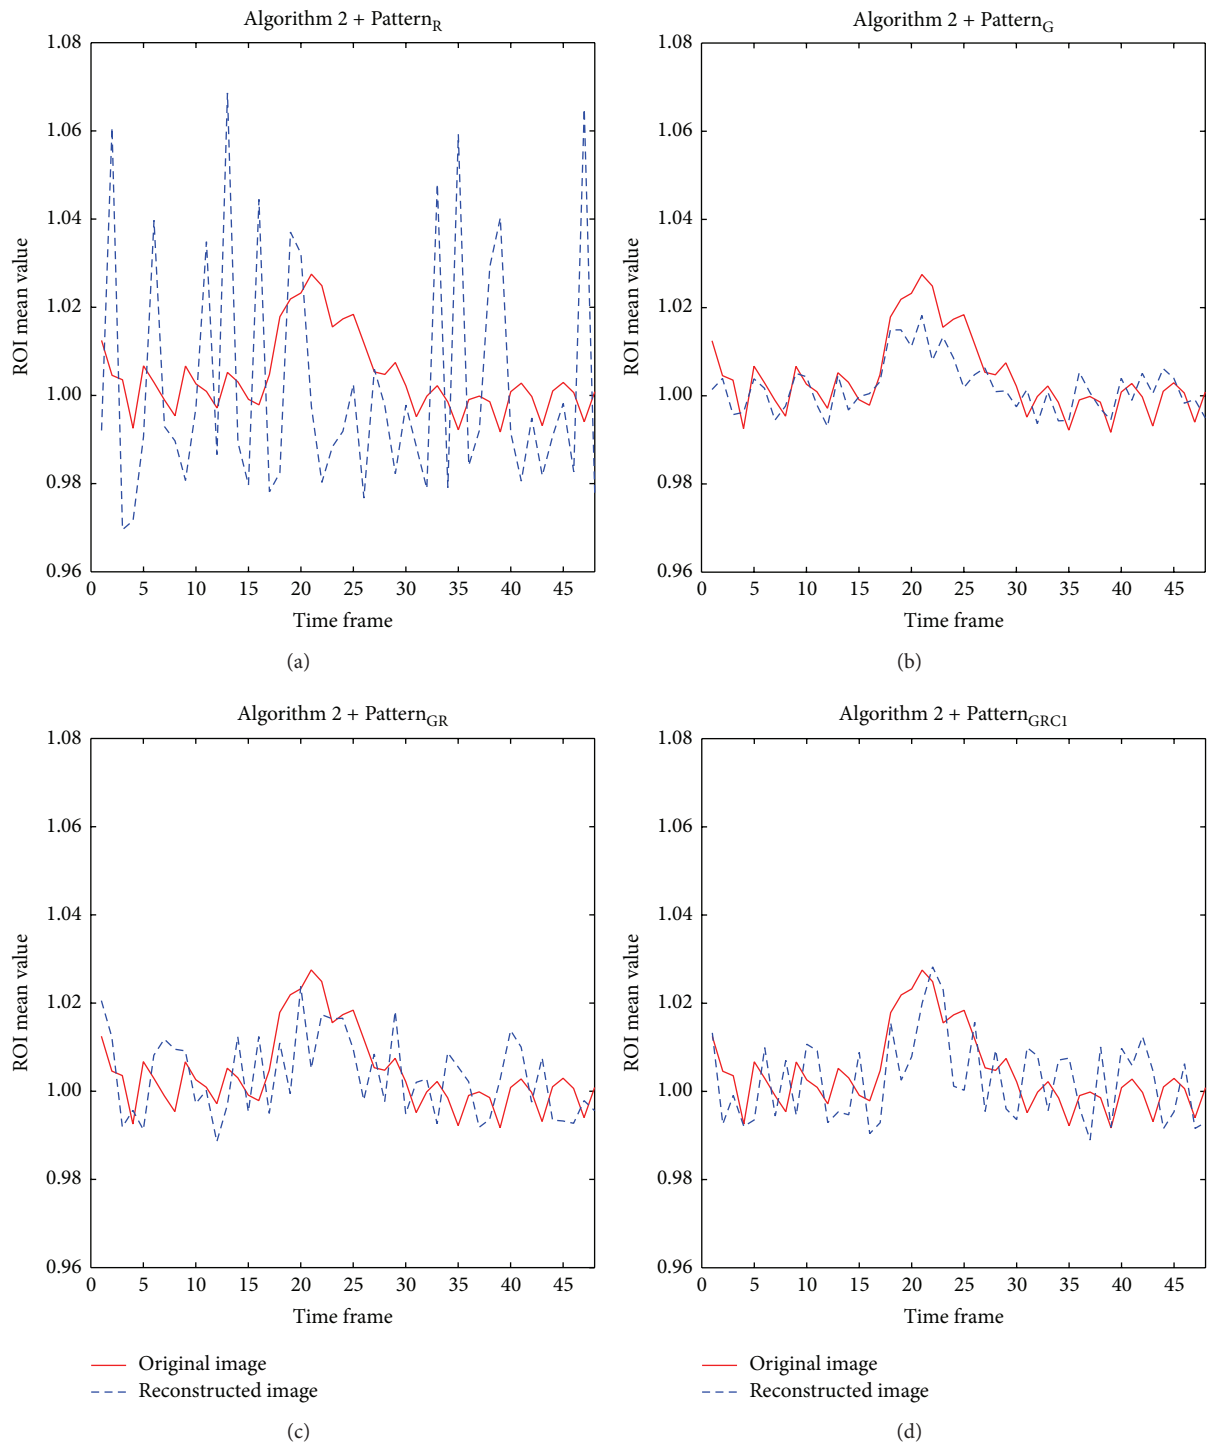 Algorithm 2 + Pattern_R
1.08
1.06
1.04
1.02
1.00
0.98
0.96
ROI mean value
0 5 10 15 20 25 30 35 40 45
Time frame
(a)
Algorithm 2 + Pattern_G
1.08
1.06
1.04
1.02
1.00
0.98
0.96
ROI mean value
0 5 10 15 20 25 30 35 40 45
Time frame
(b)
Algorithm 2 + Pattern_GR
1.08
1.06
1.04
1.02
1.00
0.98
0.96
ROI mean value
0 5 10 15 20 25 30 35 40 45
Time frame
Original image
Reconstructed image
(c)
Algorithm 2 + Pattern_GRC1
1.08
1.06
1.04
1.02
1.00
0.98
0.96
ROI mean value
0 5 10 15 20 25 30 35 40 45
Time frame
Original image
Reconstructed image
(d)